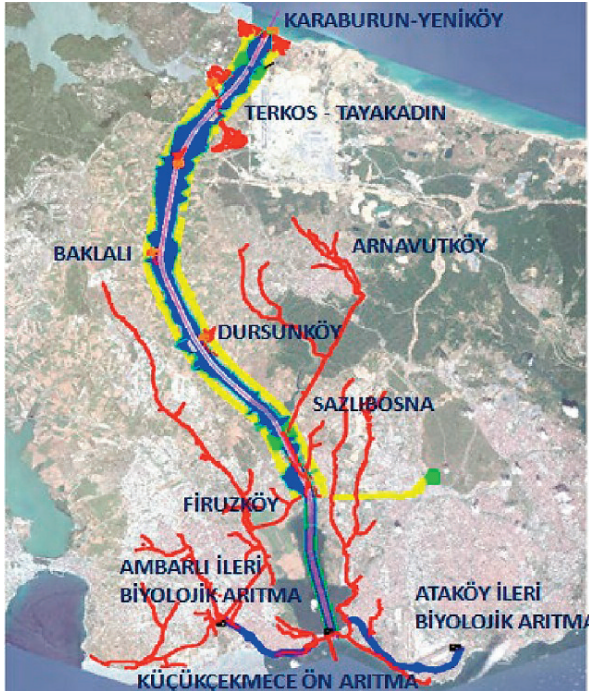 KARABURUN-YENİKÖY
TERKOS - TAYAKADIN
ARNAVUTKÖY
BAKLALI
DURSUNKÖY
SAZLIBOSNA
FİRUZKÖY
AMBARLI İLERİ
BİYOLOJİK ARITMA
ATAKÖY İLERİ
BİYOLOJİK ARITMA
KÜÇÜKÇEKMECE ÖN ARITMA